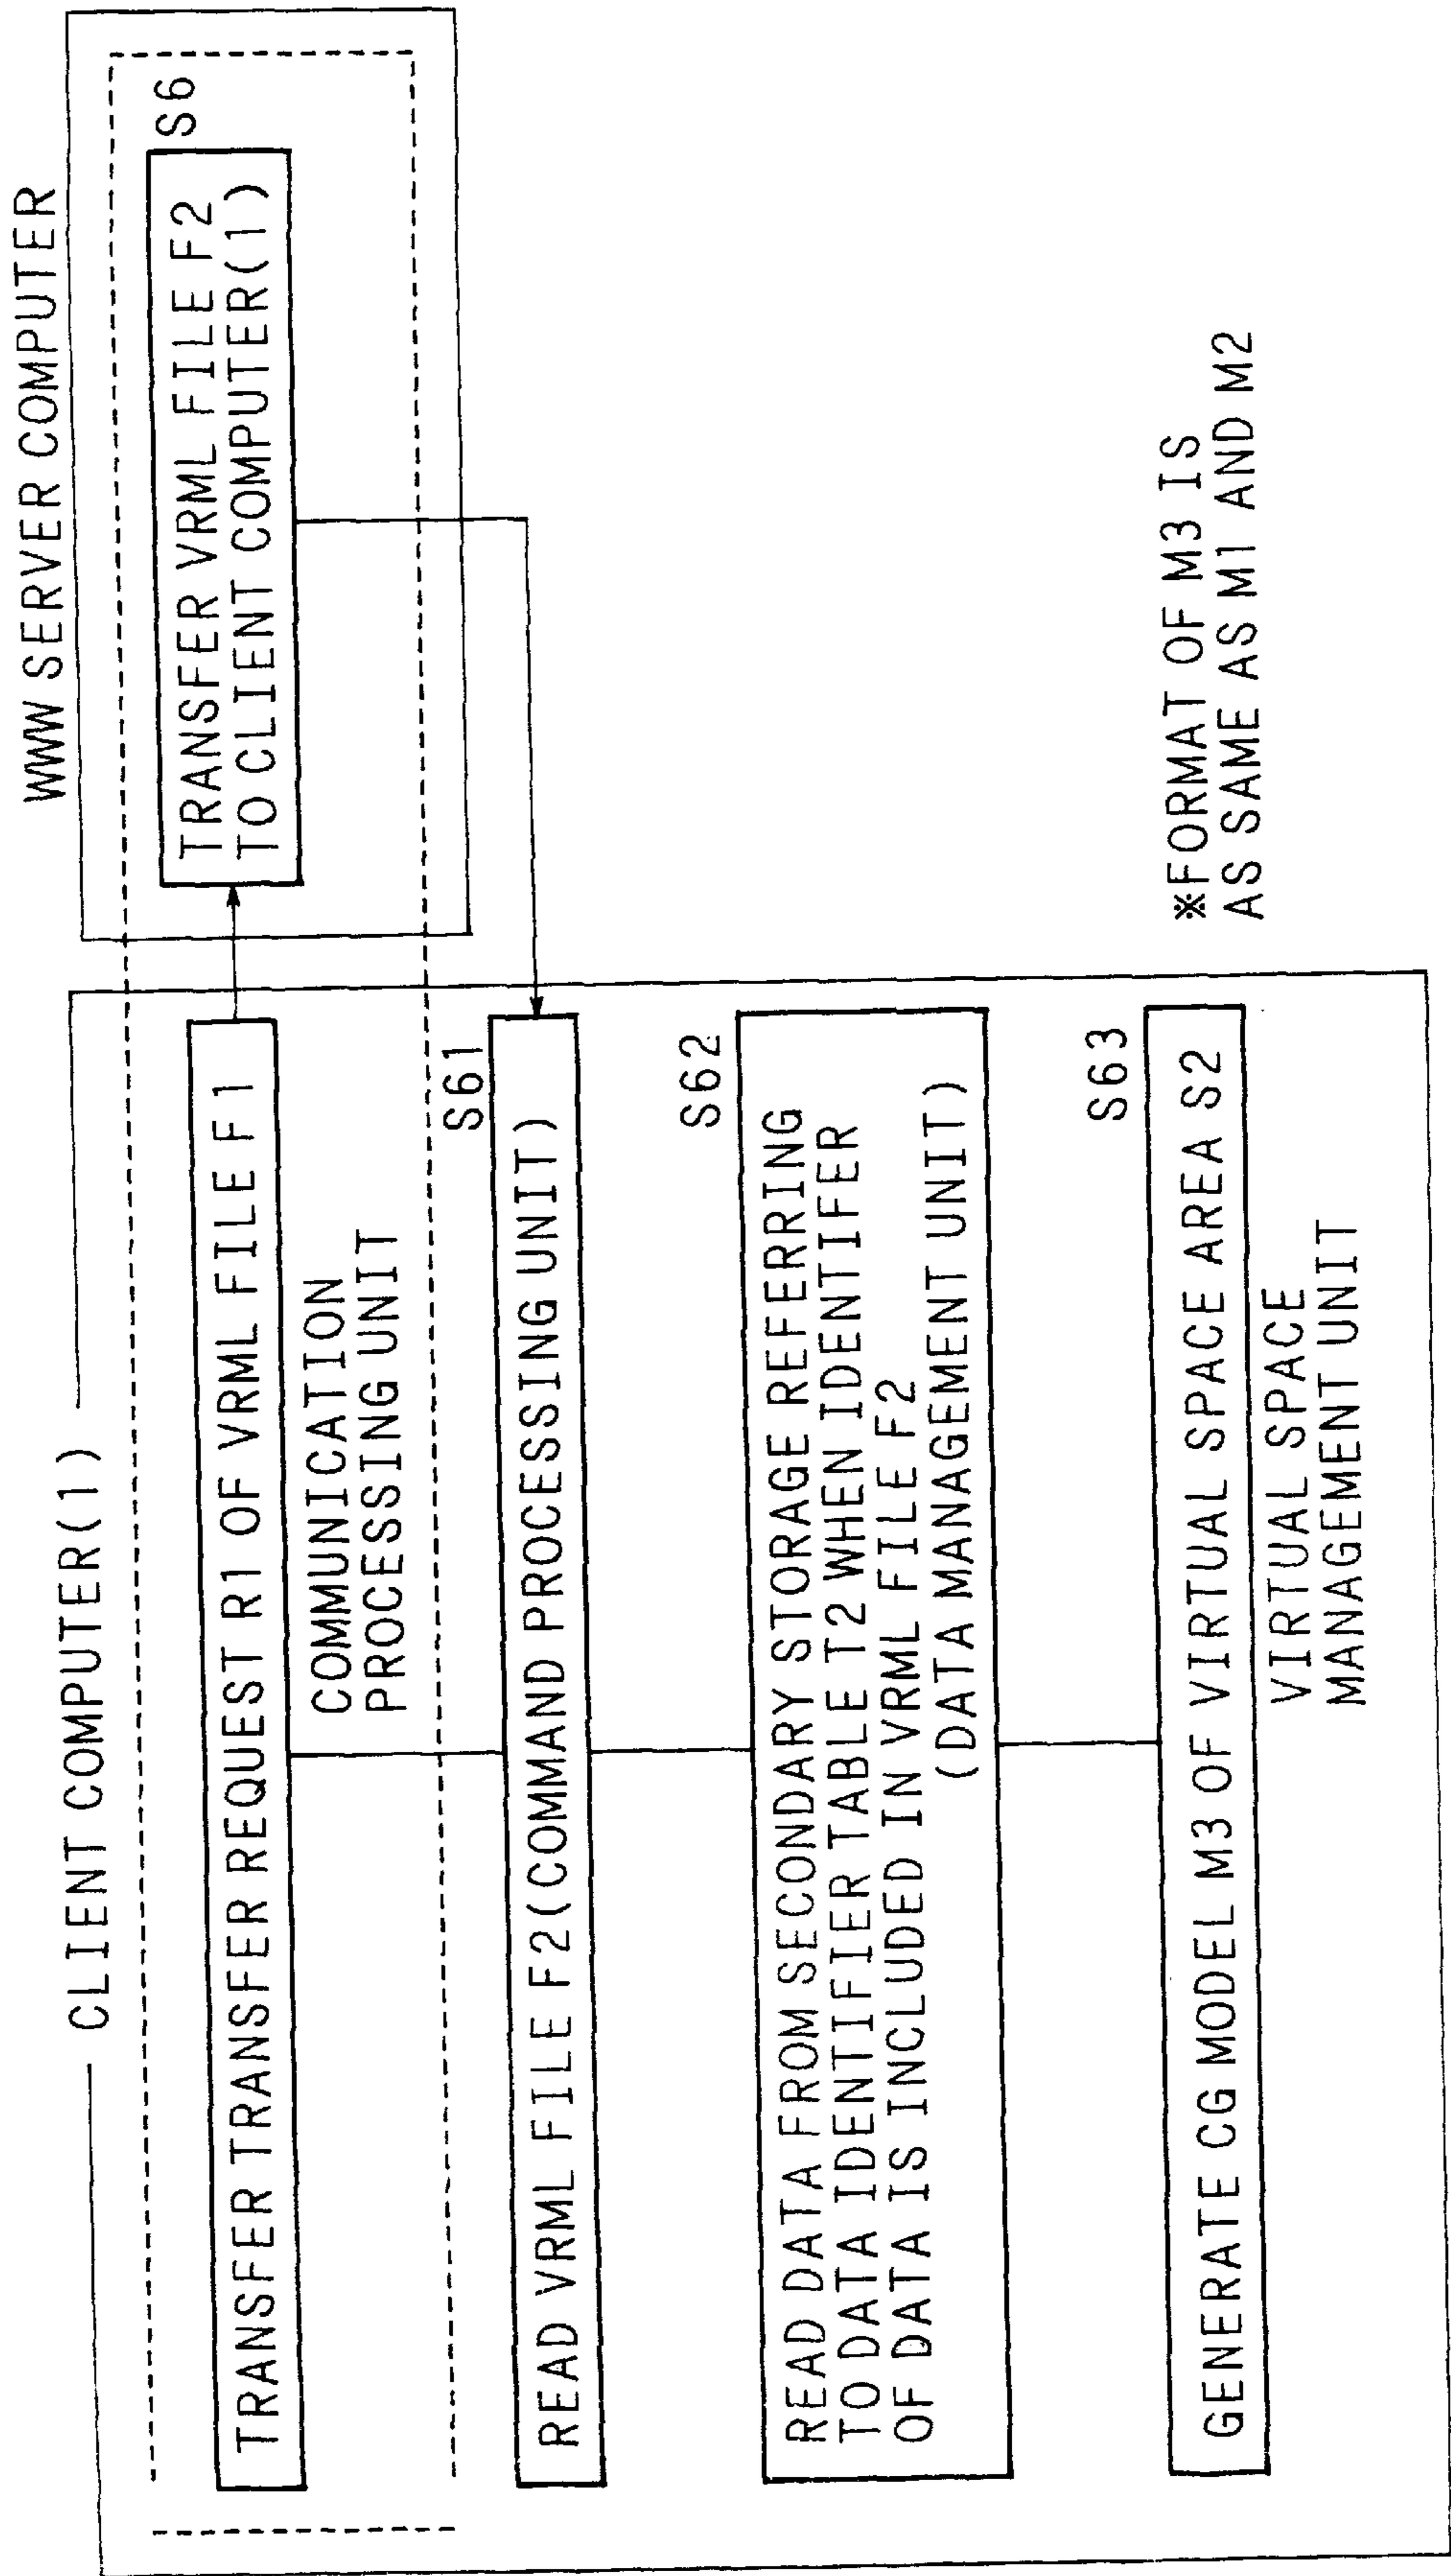 CLIENT COMPUTER(1)
WWW SERVER COMPUTER
TRANSFER TRANSFER REQUEST R1 OF VRML FILE F1
COMMUNICATION
PROCESSING UNIT
S6
TRANSFER VRML FILE F2
TO CLIENT COMPUTER(1)
S61
READ VRML FILE F2(COMMAND PROCESSING UNIT)
S62
READ DATA FROM SECONDARY STORAGE REFERRING
TO DATA IDENTIFIER TABLE T2 WHEN IDENTIFER
OF DATA IS INCLUDED IN VRML FILE F2
(DATA MANAGEMENT UNIT)
S63
GENERATE CG MODEL M3 OF VIRTUAL SPACE AREA S2
VIRTUAL SPACE
MANAGEMENT UNIT
※FORMAT OF M3 IS
AS SAME AS M1 AND M2